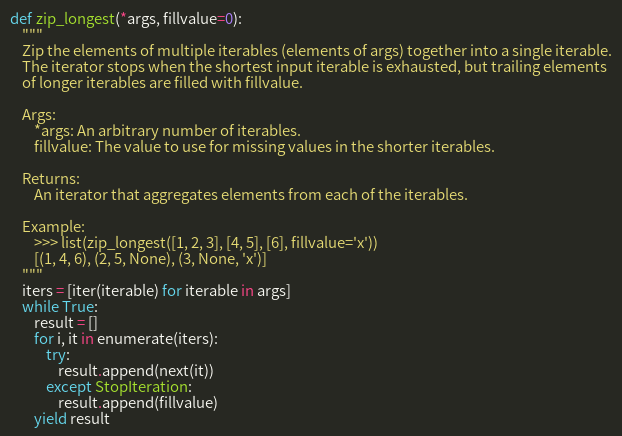 def zip_longest(*args, fillvalue=0):
    """
    Zip the elements of multiple iterables (elements of args) together into a single iterable.
    The iterator stops when the shortest input iterable is exhausted, but trailing elements
    of longer iterables are filled with fillvalue.

    Args:
        *args: An arbitrary number of iterables.
        fillvalue: The value to use for missing values in the shorter iterables.

    Returns:
        An iterator that aggregates elements from each of the iterables.

    Example:
        >>> list(zip_longest([1, 2, 3], [4, 5], [6], fillvalue='x'))
        [(1, 4, 6), (2, 5, None), (3, None, 'x')]
    """
    iters = [iter(iterable) for iterable in args]
    while True:
        result = []
        for i, it in enumerate(iters):
            try:
                result.append(next(it))
            except StopIteration:
                result.append(fillvalue)
        yield result